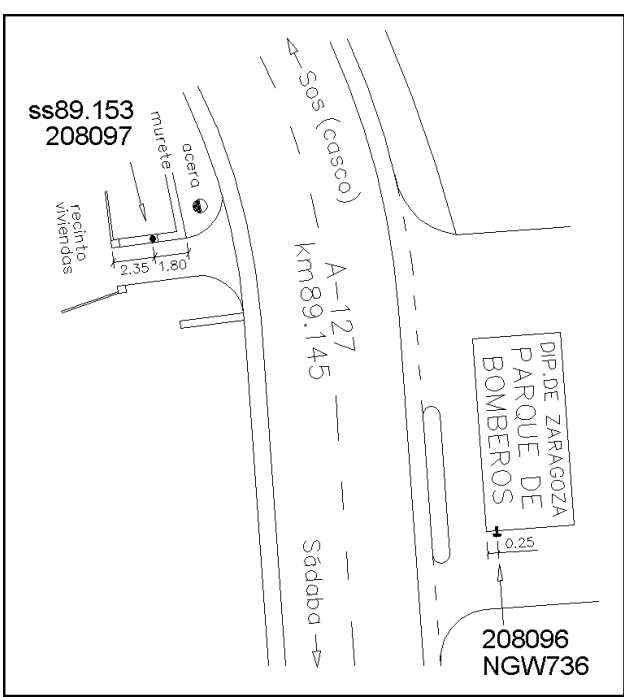 ss89.153
208097
murete
acera
recinto
viviendas
2.35
1.80
Sos (casco)
A-127
km89.145
DIP.DE ZARAGOZA
PARQUE DE
BOMBEROS
0.25
Sádaba
208096
NGW736